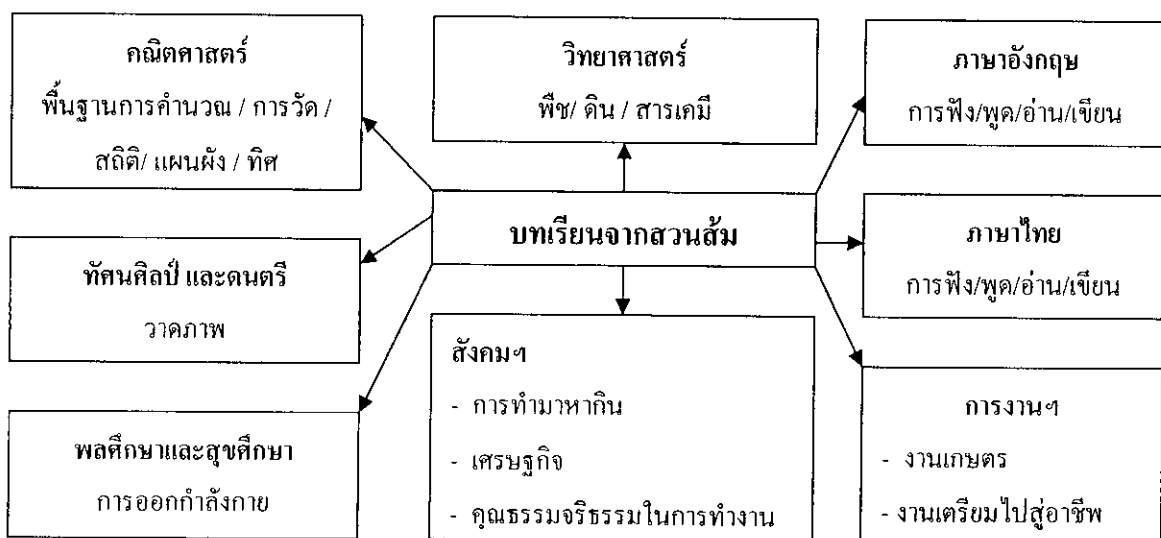 คณิตศาสตร์
พื้นฐานการคำนวณ / การวัด /
สถิติ/ แผนผัง / ทิศ
วิทยาศาสตร์
พืช/ ดิน / สารเคมี
ภาษาอังกฤษ
การฟัง/พูด/อ่าน/เขียน
บทเรียนจากสวนส้ม
ทัศนศิลป์ และดนตรี
วาดภาพ
ภาษาไทย
การฟัง/พูด/อ่าน/เขียน
พลศึกษาและสุขศึกษา
การออกกำลังกาย
สังคมฯ
- การทำมาหากิน
- เศรษฐกิจ
- คุณธรรมจริธรรมในการทำงาน
การงานฯ
- งานเกษตร
- งานเตรียมไปสู่อาชีพ